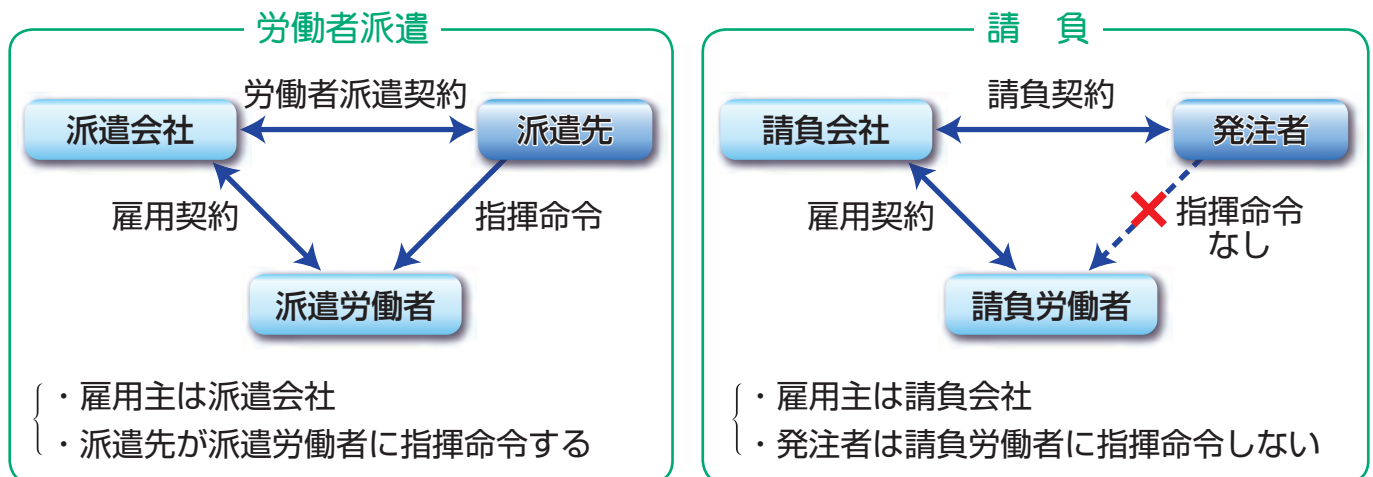 労働者派遣
労働者派遣契約
派遣会社
派遣先
雇用契約
指揮命令
派遣労働者
・雇用主は派遣会社
・派遣先が派遣労働者に指揮命令する
請 負
請負契約
請負会社
発注者
雇用契約
指揮命令
なし
請負労働者
・雇用主は請負会社
・発注者は請負労働者に指揮命令しない